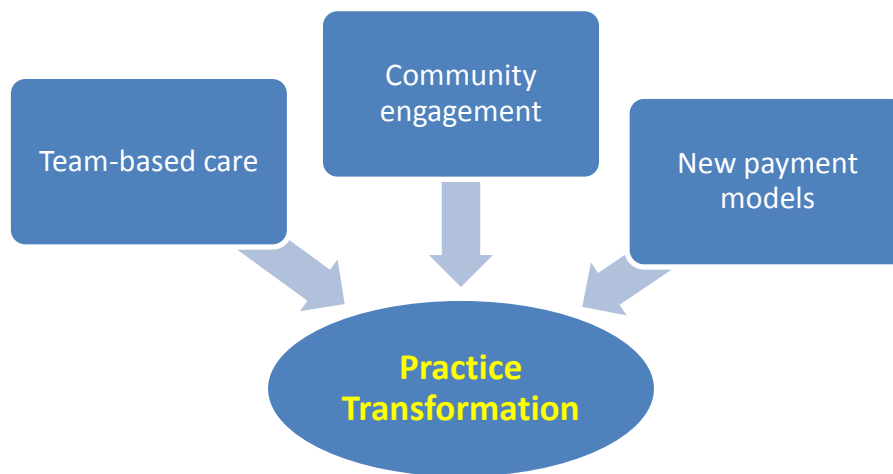 Team-based care
Community
engagement
New payment
models
Practice
Transformation